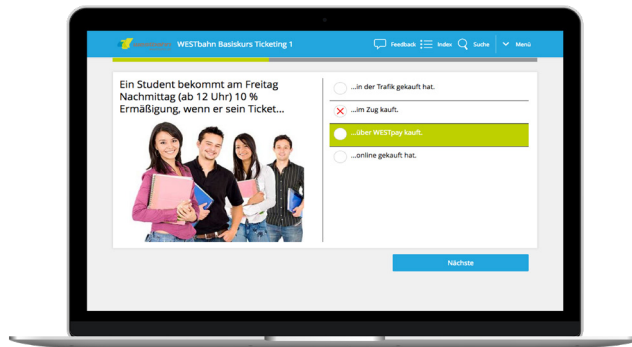 WESTbahn Basiskurs Ticketing 1
Feedback Index Suche Menü
Ein Student bekommt am Freitag
Nachmittag (ab 12 Uhr) 10 %
Ermäßigung, wenn er sein Ticket...
...in der Trafik gekauft hat.
...im Zug kauft.
...über WESTpay kauft.
...online gekauft hat.
Nächste